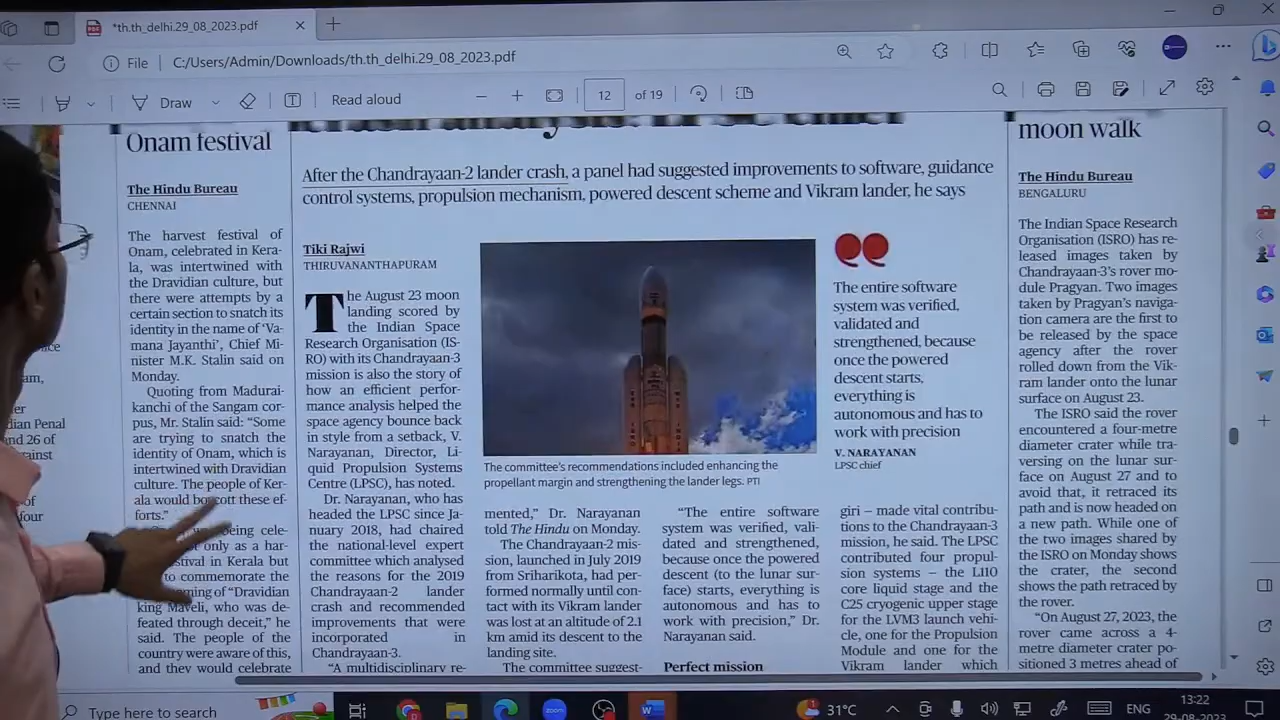 *th.th_delhi.29_08_2023.pdf
File
C:/Users/Admin/Downloads/th.th_delhi.29_08_2023.pdf
Draw
Read aloud
12
of 19
Onam festival
The Hindu Bureau
CHENNAI
The harvest festival of
Onam, celebrated in Kera-
la, was intertwined with
the Dravidian culture, but
there were attempts by a
certain section to snatch its
identity in the name of ‘Va-
mana Jayanthi’, Chief Mi-
nister M.K. Stalin said on
Monday.
Quoting from Madurai-
kanchi of the Sangam cor-
pus, Mr. Stalin said: “Some
are trying to snatch the
identity of Onam, which is
intertwined with Dravidian
culture. The people of Ker-
ala would boycott these ef-
forts.”
being cele-
only as a har-
in Kerala but
to commemorate the
of “Dravidian
king Maveli, who was de-
feated through deceit,” he
said. The people of the
country were aware of this,
and they would celebrate
After the Chandrayaan-2 lander crash, a panel had suggested improvements to software, guidance
control systems, propulsion mechanism, powered descent scheme and Vikram lander, he says
Tiki Rajwi
THIRUVANANTHAPURAM
The August 23 moon
landing scored by
the Indian Space
Research Organisation (IS-
RO) with its Chandrayaan-3
mission is also the story of
how an efficient perfor-
mance analysis helped the
space agency bounce back
in style from a setback, V.
Narayanan, Director, Li-
quid Propulsion Systems
Centre (LPSC), has noted.
Dr. Narayanan, who has
headed the LPSC since Ja-
nuary 2018, had chaired
the national-level expert
committee which analysed
the reasons for the 2019
Chandrayaan-2 lander
crash and recommended
improvements that were
incorporated in
Chandrayaan-3.
“A multidisciplinary re-
The committee's recommendations included enhancing the
propellant margin and strengthening the lander legs. PTI
mented,” Dr. Narayanan
told The Hindu on Monday.
The Chandrayaan-2 mis-
sion, launched in July 2019
from Sriharikota, had per-
formed normally until con-
tact with its Vikram lander
was lost at an altitude of 2.1
km amid its descent to the
landing site.
The committee suggest-
“The entire software
system was verified, vali-
dated and strengthened,
because once the powered
descent (to the lunar sur-
face) starts, everything is
autonomous and has to
work with precision,” Dr.
Narayanan said.
Perfect mission
The entire software
system was verified,
validated and
strengthened, because
once the powered
descent starts,
everything is
autonomous and has to
work with precision
V. NARAYANAN
LPSC chief
giri – made vital contribu-
tions to the Chandrayaan-3
mission, he said. The LPSC
contributed four propul-
sion systems – the L110
core liquid stage and the
C25 cryogenic upper stage
for the LVM3 launch vehi-
cle, one for the Propulsion
Module and one for the
Vikram lander which
moon walk
The Hindu Bureau
BENGALURU
The Indian Space Research
Organisation (ISRO) has re-
leased images taken by
Chandrayaan-3's rover mo-
dule Pragyan. Two images
taken by Pragyan's naviga-
tion camera are the first to
be released by the space
agency after the rover
rolled down from the Vik-
ram lander onto the lunar
surface on August 23.
The ISRO said the rover
encountered a four-metre
diameter crater while tra-
versing on the lunar sur-
face on August 27 and to
avoid that, it retraced its
path and is now headed on
a new path. While one of
the two images shared by
the ISRO on Monday shows
the crater, the second
shows the path retraced by
the rover.
“On August 27, 2023, the
rover came across a 4-
metre diameter crater po-
sitioned 3 metres ahead of
Type here to search
31°C
ENG
13:22
29-08-2023